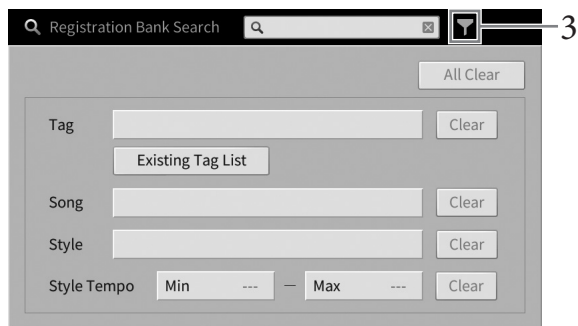 Registration Bank Search
3
All Clear
Tag Clear
Existing Tag List
Song Clear
Style Clear
Style Tempo Min --- — Max --- Clear